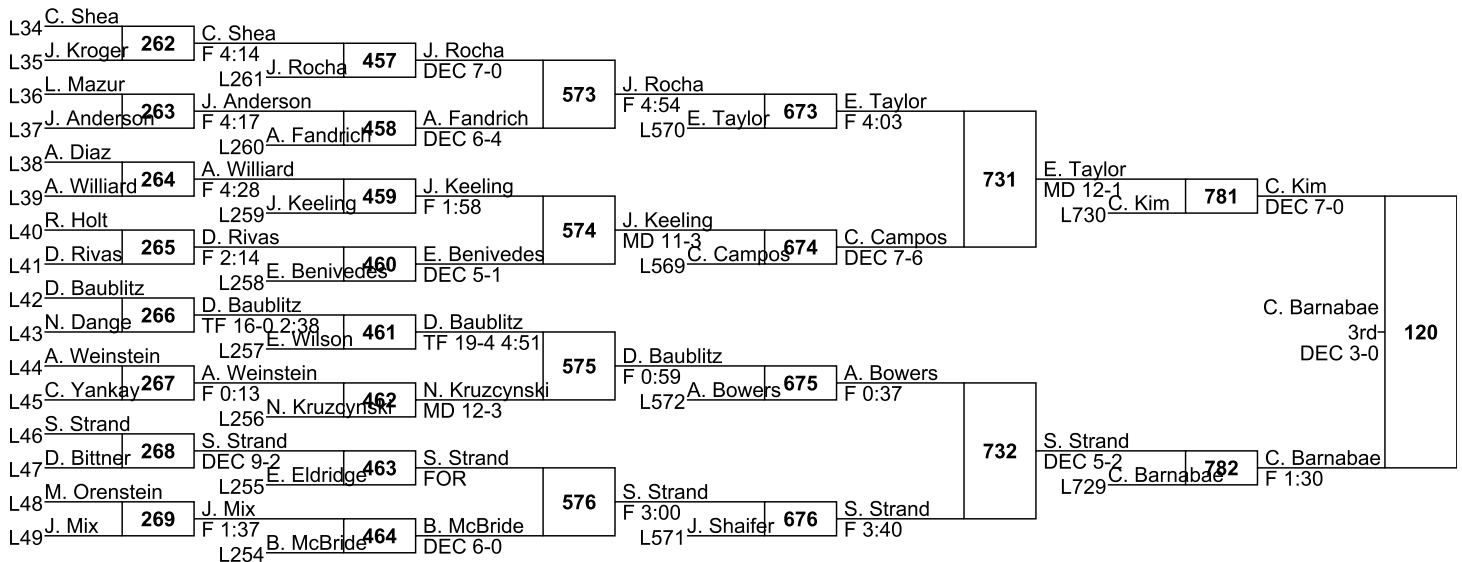 L34 C. Shea
L35 J. Kroger
262
L36 L. Mazur
L37 J. Anderson
263
L38 A. Diaz
L39 A. Williard
264
L40 R. Holt
L41 D. Rivas
265
L42 D. Baublitz
L43 N. Dange
266
L44 A. Weinstein
L45 C. Yankay
267
L46 S. Strand
L47 D. Bittner
268
L48 M. Orenstein
L49 J. Mix
269
C. Shea
F 4:14
L261 J. Rocha
457
J. Anderson
F 4:17
L260 A. Fandrich
458
A. Williard
F 4:28
L259 J. Keeling
459
D. Rivas
F 2:14
L258 E. Benivedes
460
D. Baublitz
TF 16-0 2:38
L257 E. Wilson
461
A. Weinstein
F 0:13
L256 N. Kruzcynski
462
S. Strand
DEC 9-2
L255 E. Eldridge
463
J. Mix
F 1:37
L254 B. McBride
464
J. Rocha
DEC 7-0
573
A. Fandrich
DEC 6-4
J. Keeling
F 1:58
574
E. Benivedes
DEC 5-1
D. Baublitz
TF 19-4 4:51
575
N. Kruzcynski
MD 12-3
S. Strand
FOR
576
B. McBride
DEC 6-0
J. Rocha
F 4:54
L570 E. Taylor
673
J. Keeling
MD 11-3
L569 C. Campos
674
D. Baublitz
F 0:59
L572 A. Bowers
675
S. Strand
F 3:00
L571 J. Shaifer
676
E. Taylor
F 4:03
731
C. Campos
DEC 7-6
A. Bowers
F 0:37
732
S. Strand
F 3:40
E. Taylor
MD 12-1
L730 C. Kim
781
S. Strand
DEC 5-2
L729 C. Barnabae
782
C. Kim
DEC 7-0
C. Barnabae
F 1:30
C. Barnabae
3rd
DEC 3-0
120